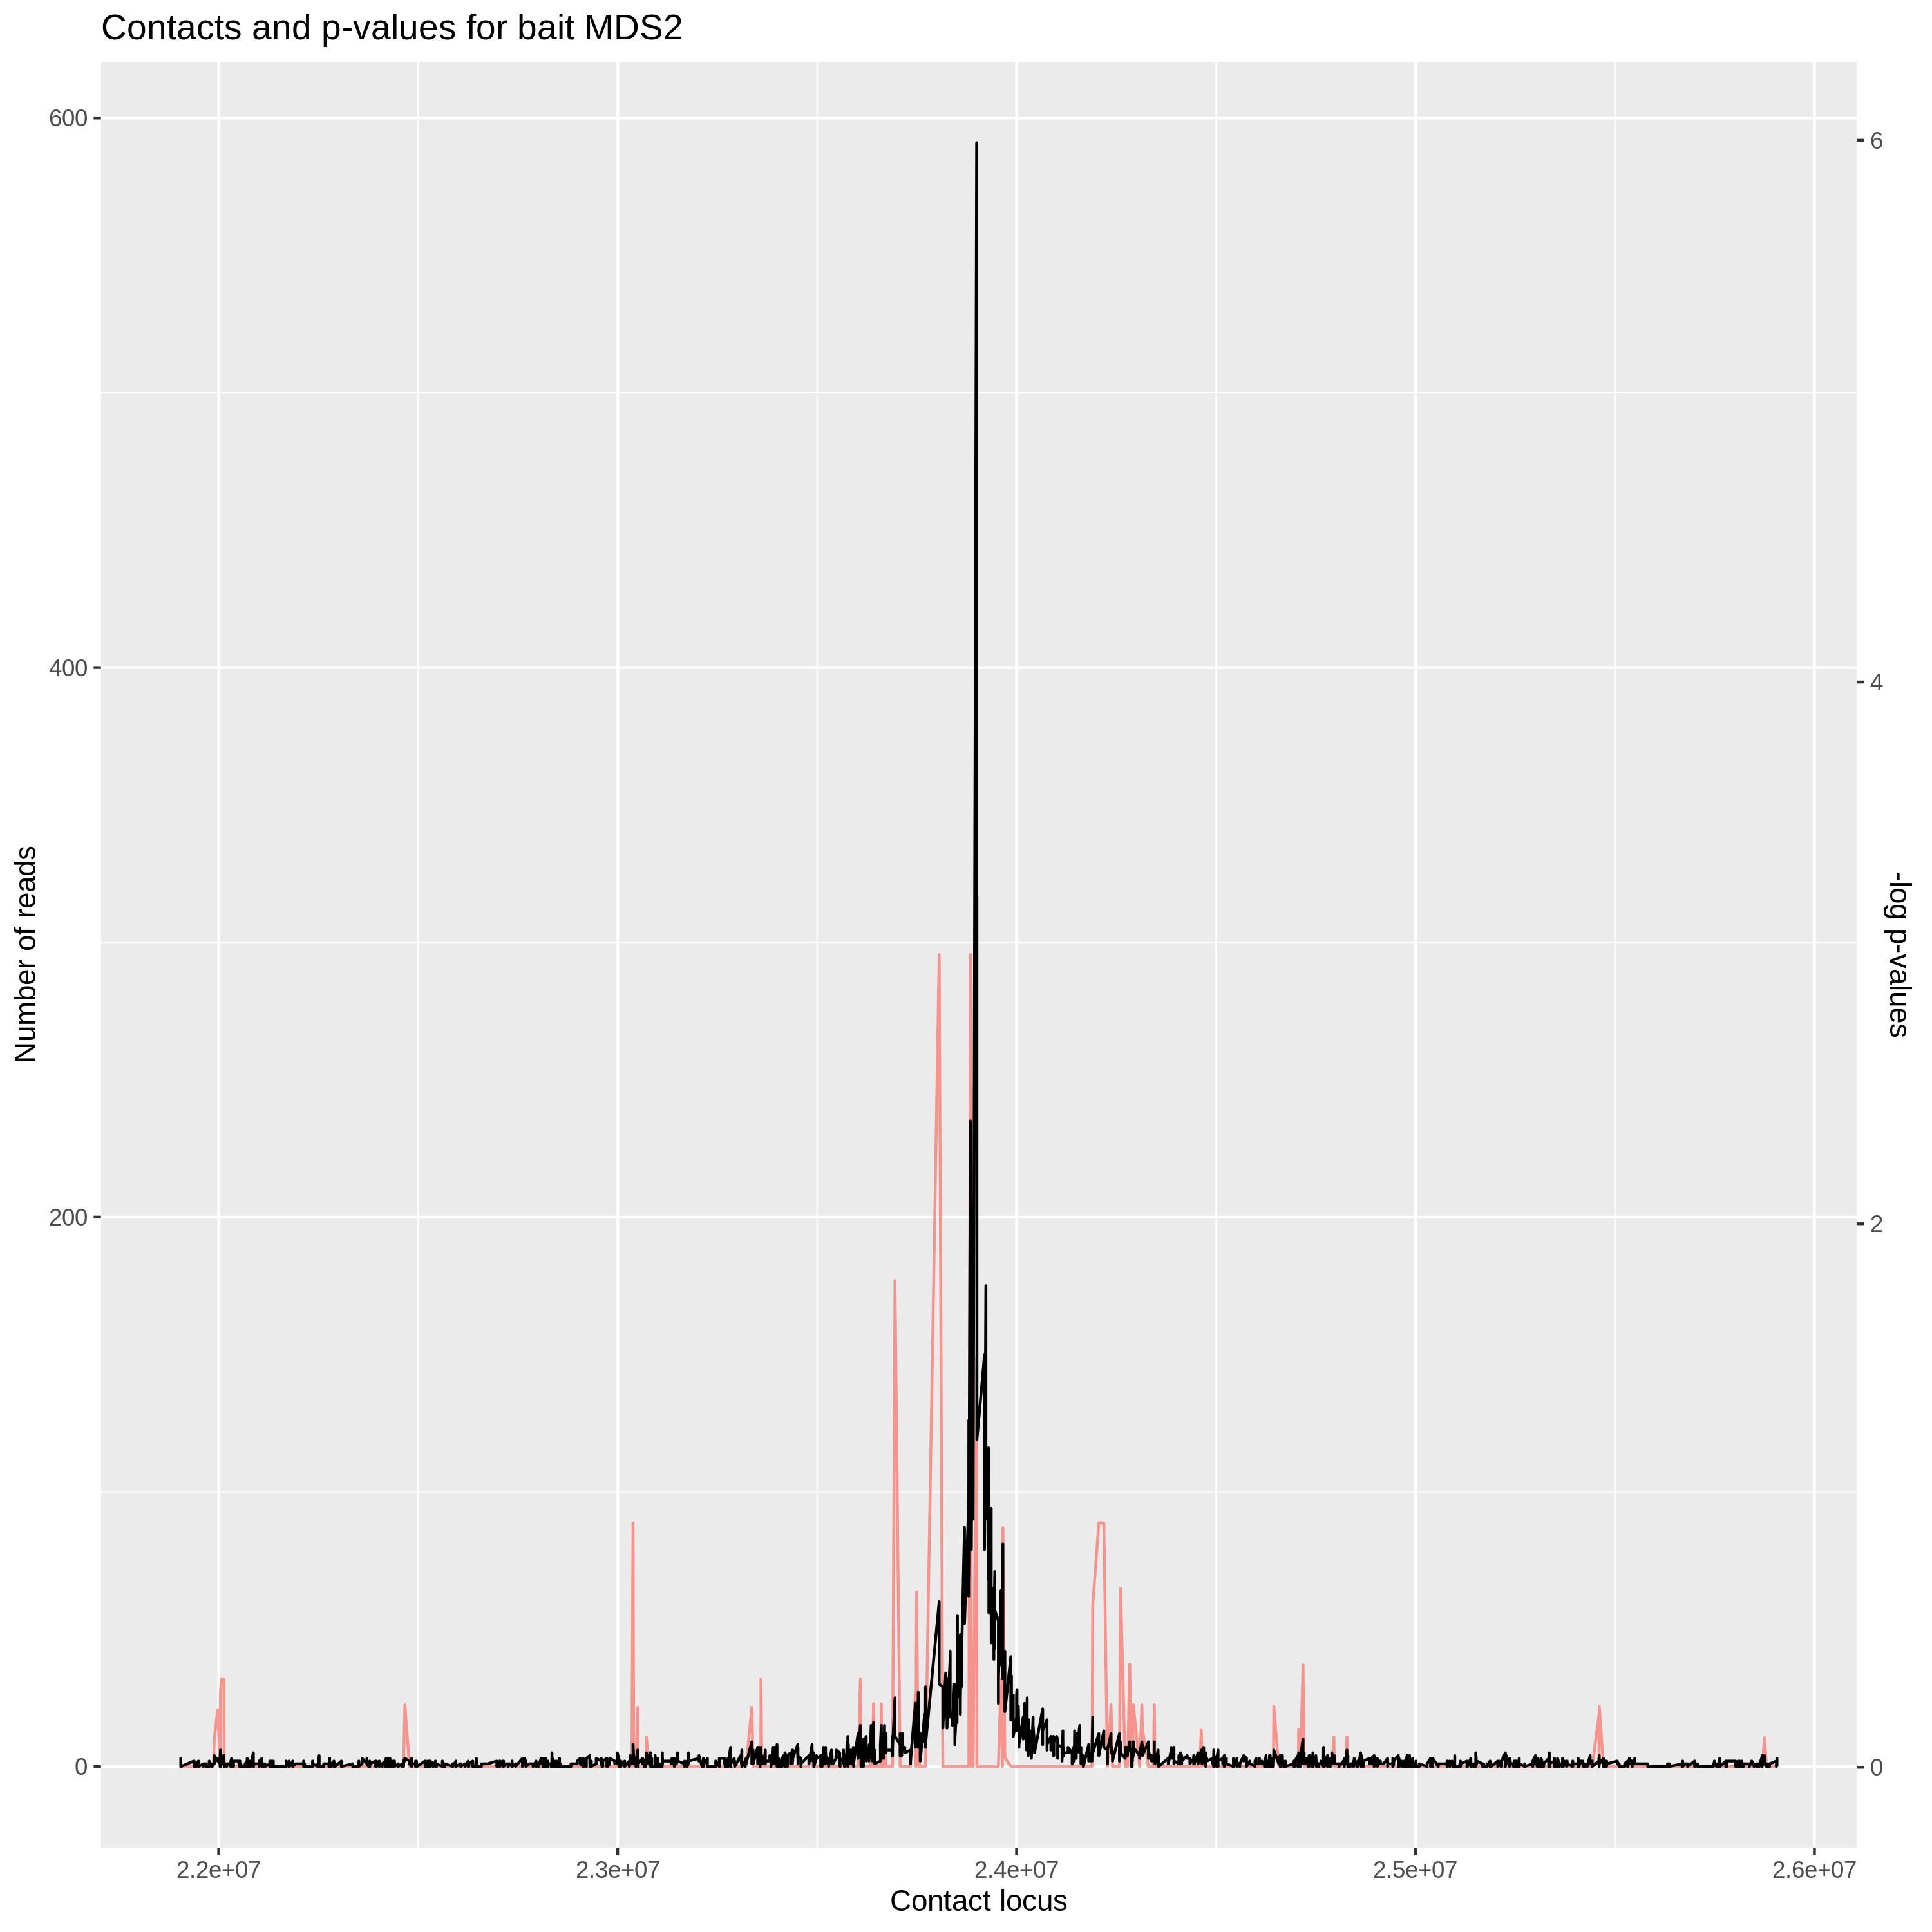 Contacts and p-values for bait MDS2
600
400
200
0
Number of reads
6
4
2
0
-log p-values
2.2e+07
2.3e+07
2.4e+07
2.5e+07
2.6e+07
Contact locus